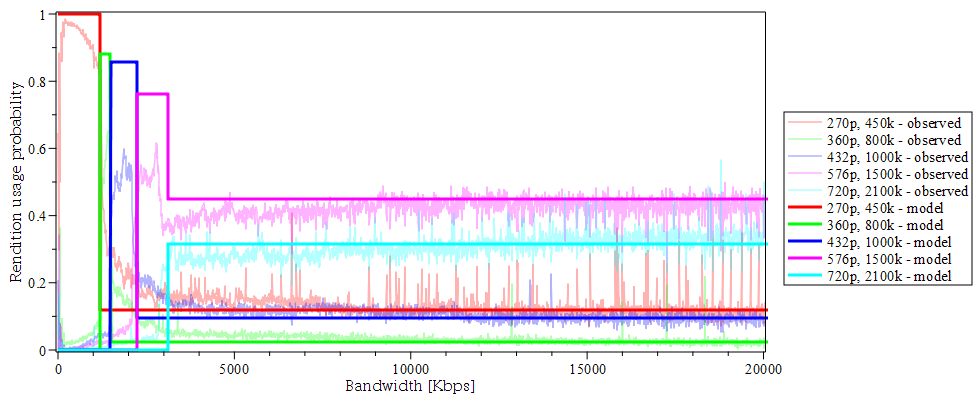 Rendition usage probability
1
0.8
0.6
0.4
0.2
0
0 5000 10000 15000 20000
Bandwidth [Kbps]
270p, 450k - observed
360p, 800k - observed
432p, 1000k - observed
576p, 1500k - observed
720p, 2100k - observed
270p, 450k - model
360p, 800k - model
432p, 1000k - model
576p, 1500k - model
720p, 2100k - model